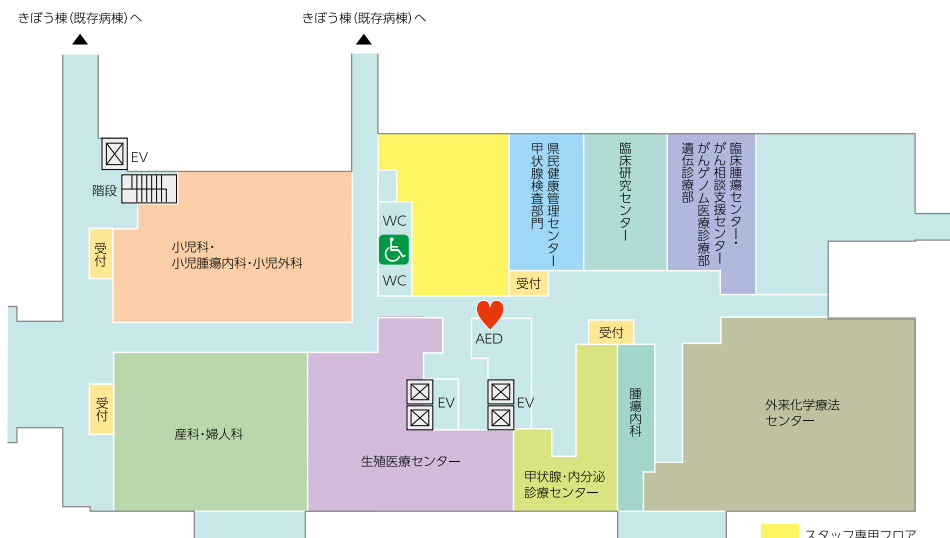 きぼう棟(既存病棟)へ
きぼう棟(既存病棟)へ
EV
階段
受付
小児科・
小児腫瘍内科・小児外科
WC
WC
県民健康管理センター
甲状腺検査部門
受付
臨床研究センター
臨床腫瘍センター・
がん相談支援センター
がんゲノム医療診療部
遺伝診療部
AED
受付
EV
EV
受付
産科・婦人科
生殖医療センター
甲状腺・内分泌
診療センター
腫瘍内科
外来化学療法
センター
スタッフ専用フロア